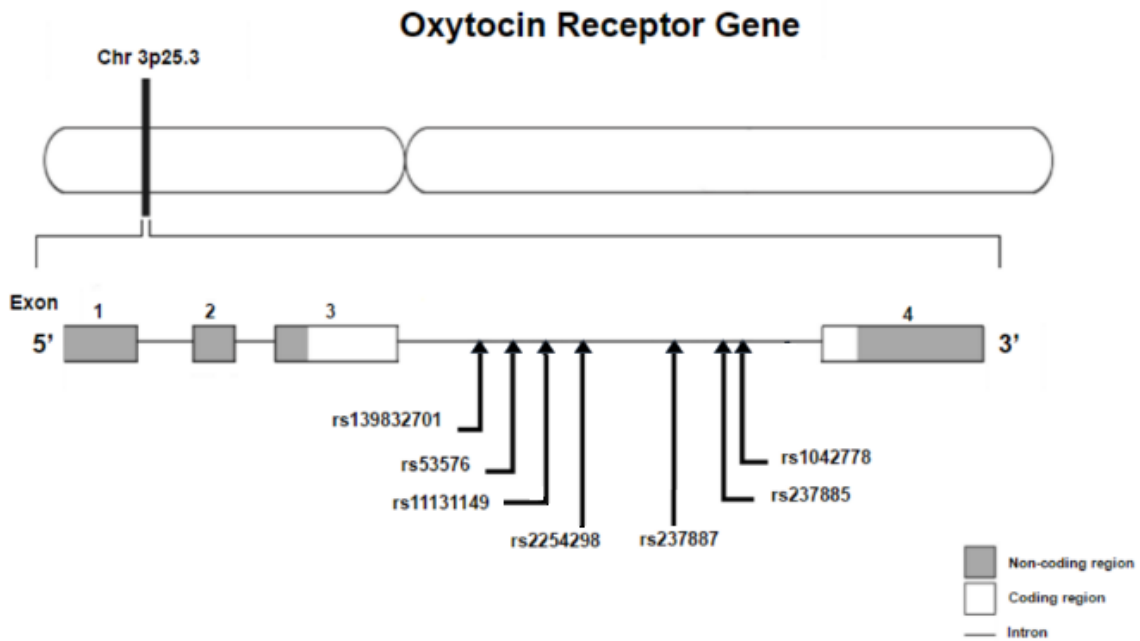 Oxytocin Receptor Gene
Chr 3p25.3
Exon
1
2
3
4
5’
3’
rs139832701
rs53576
rs11131149
rs2254298
rs237887
rs1042778
rs237885
Non-coding region
Coding region
Intron